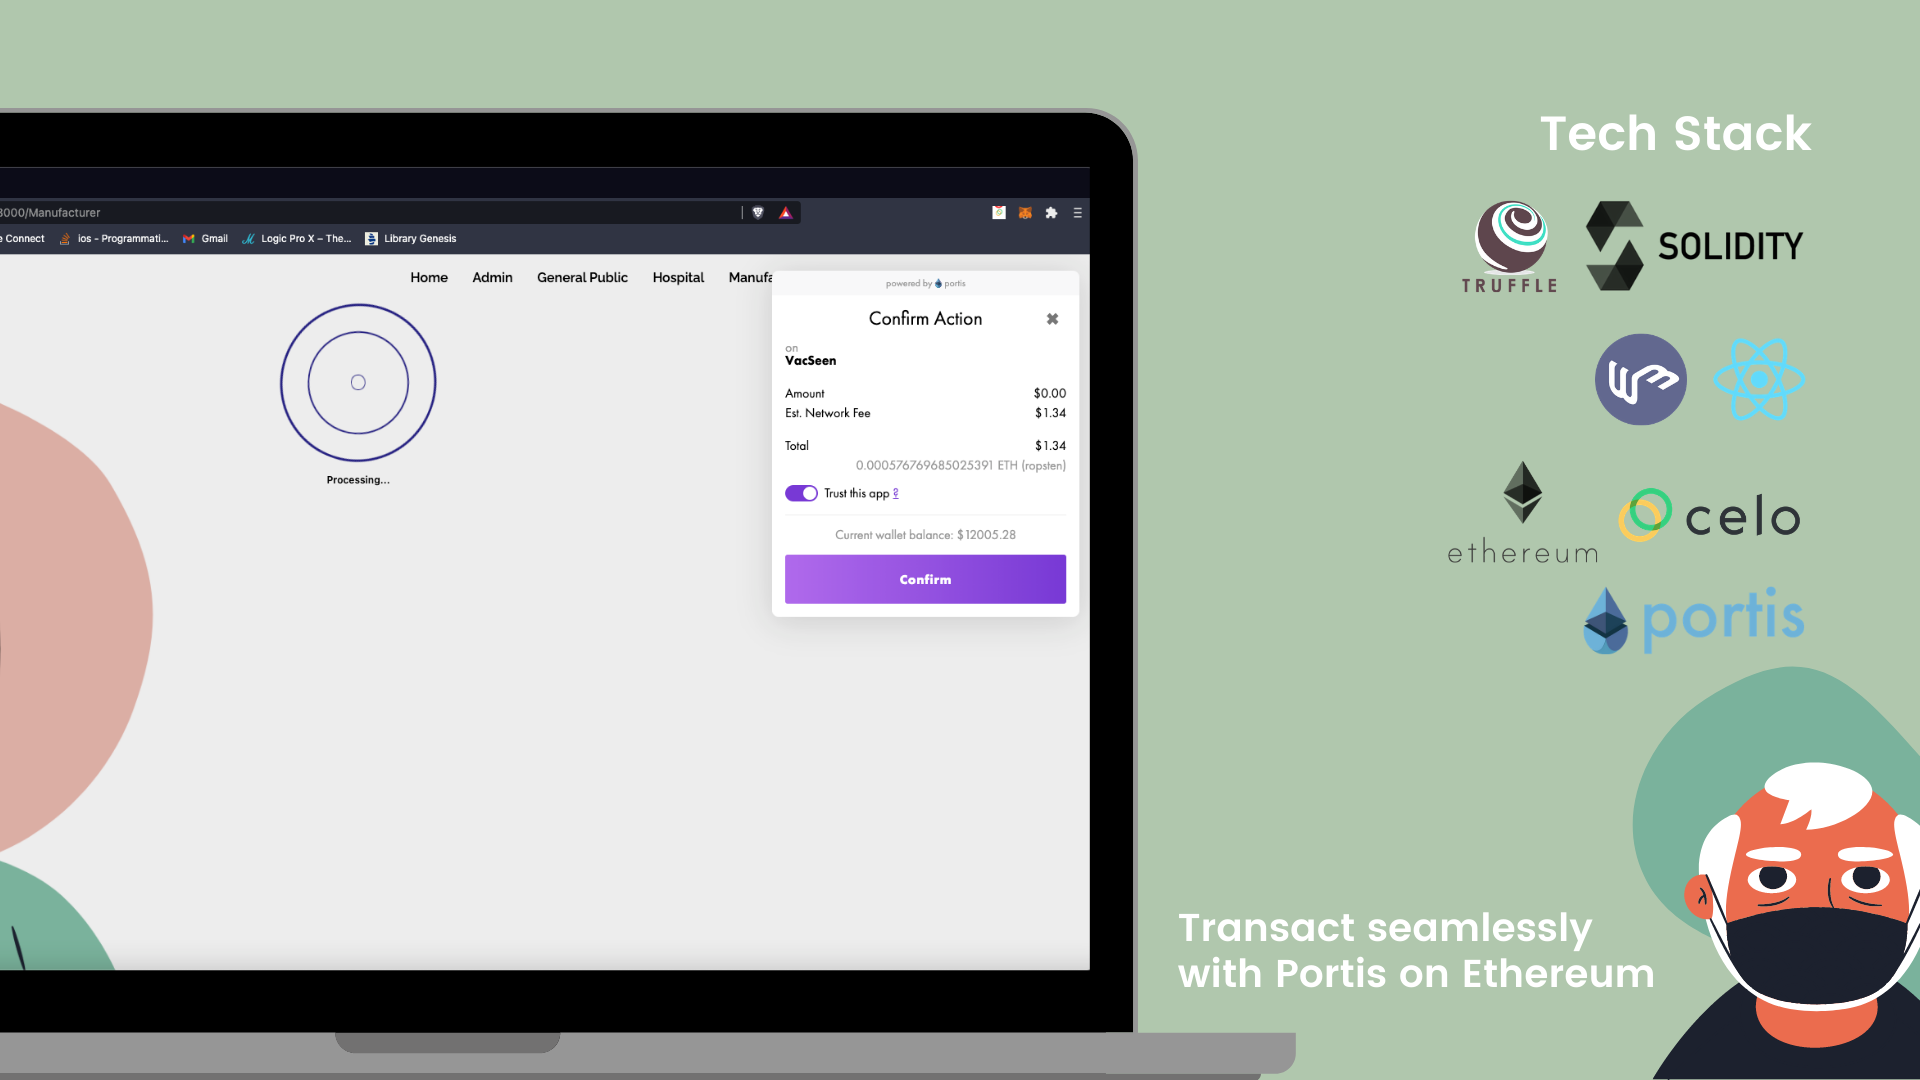 Tech Stack
TRUFFLE
SOLIDITY
ethereum
celo
portis
3000/Manufacturer
e Connect
ios - Programmati...
Gmail
Logic Pro X – The...
Library Genesis
Home
Admin
General Public
Hospital
Manufa
Processing...
powered by portis
Confirm Action
on
VacSeen
Amount $0.00
Est. Network Fee $1.34
Total $1.34
0.000576769685025391 ETH (ropsten)
Trust this app ?
Current wallet balance: $12005.28
Confirm
Transact seamlessly
with Portis on Ethereum